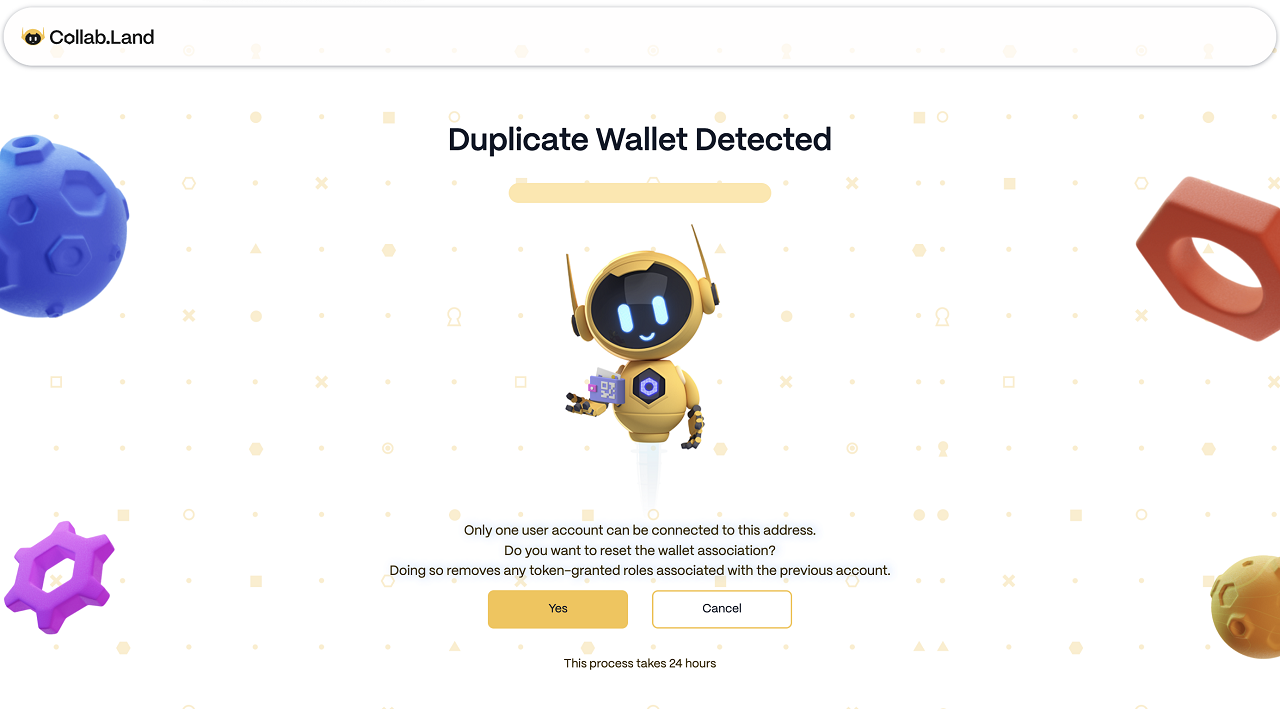 Collab.Land
Duplicate Wallet Detected
Only one user account can be connected to this address.
Do you want to reset the wallet association?
Doing so removes any token-granted roles associated with the previous account.
Yes
Cancel
This process takes 24 hours